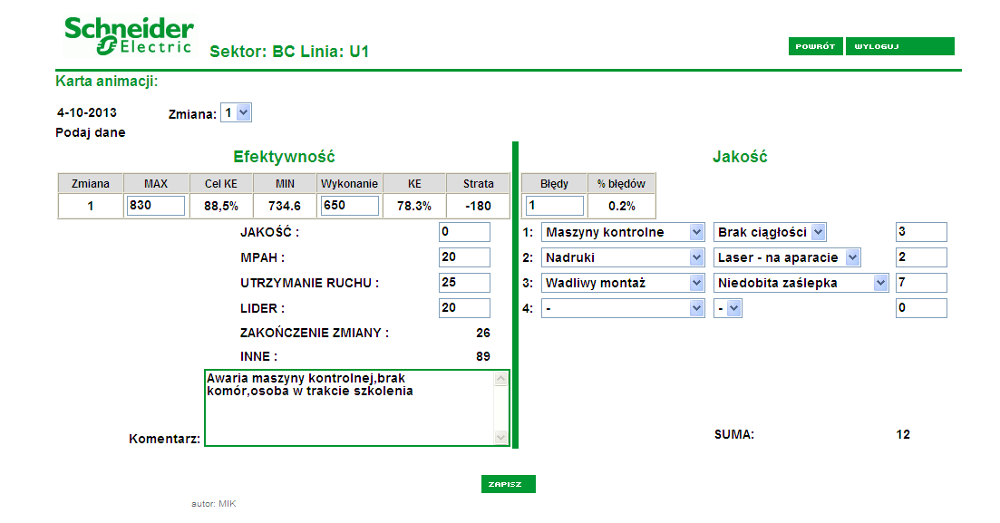 Schneider
Electric
Sektor: BC Linia: U1
POWRÓT
WYLOGUJ
Karta animacji:
4-10-2013 Zmiana: 1
Podaj dane
Efektywność
Zmiana MAX Cel KE MIN Wykonanie KE Strata
1 830 88,5% 734.6 650 78.3% -180
JAKOŚĆ : 0
MPAH : 20
UTRZYMANIE RUCHU : 25
LIDER : 20
ZAKOŃCZENIE ZMIANY : 26
INNE : 89
Komentarz:
Awaria maszyny kontrolnej,brak
komór,osoba w trakcie szkolenia
Jakość
Błędy % błędów
1 0.2%
1: Maszyny kontrolne Brak ciągłości 3
2: Nadruki Laser - na aparacie 2
3: Wadliwy montaż Niedobita zaślepka 7
4: - - 0
SUMA: 12
ZAPISZ
autor: MIK